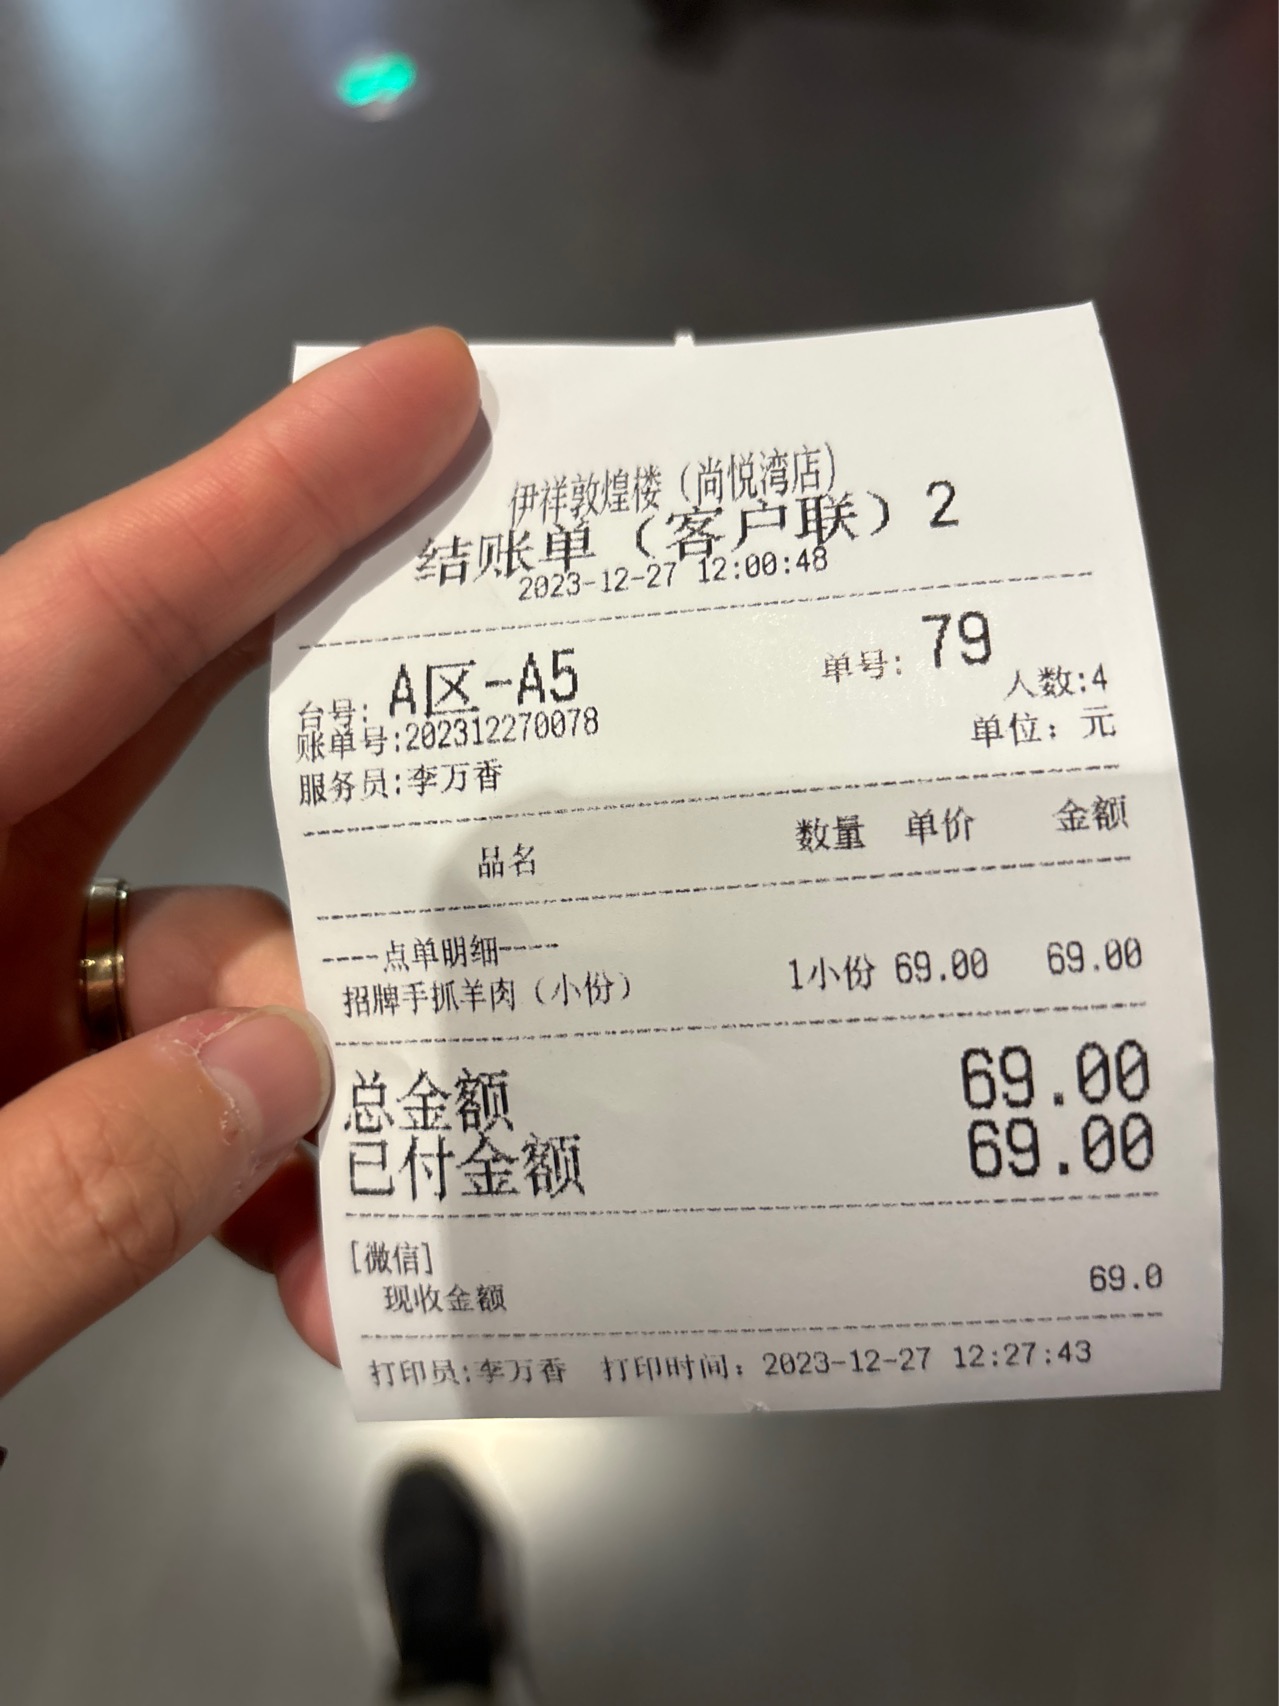 伊祥敦煌楼（尚悦湾店）
结账单（客户联）2
2023-12-27 12:00:48
台号: A区-A5 单号: 79
人数:4
账单号:202312270078 单位：元
服务员:李万香
品名 数量 单价 金额
----点单明细----
招牌手抓羊肉（小份） 1小份 69.00 69.00
总金额 69.00
已付金额 69.00
[微信]
现收金额 69.0
打印员:李万香 打印时间：2023-12-27 12:27:43